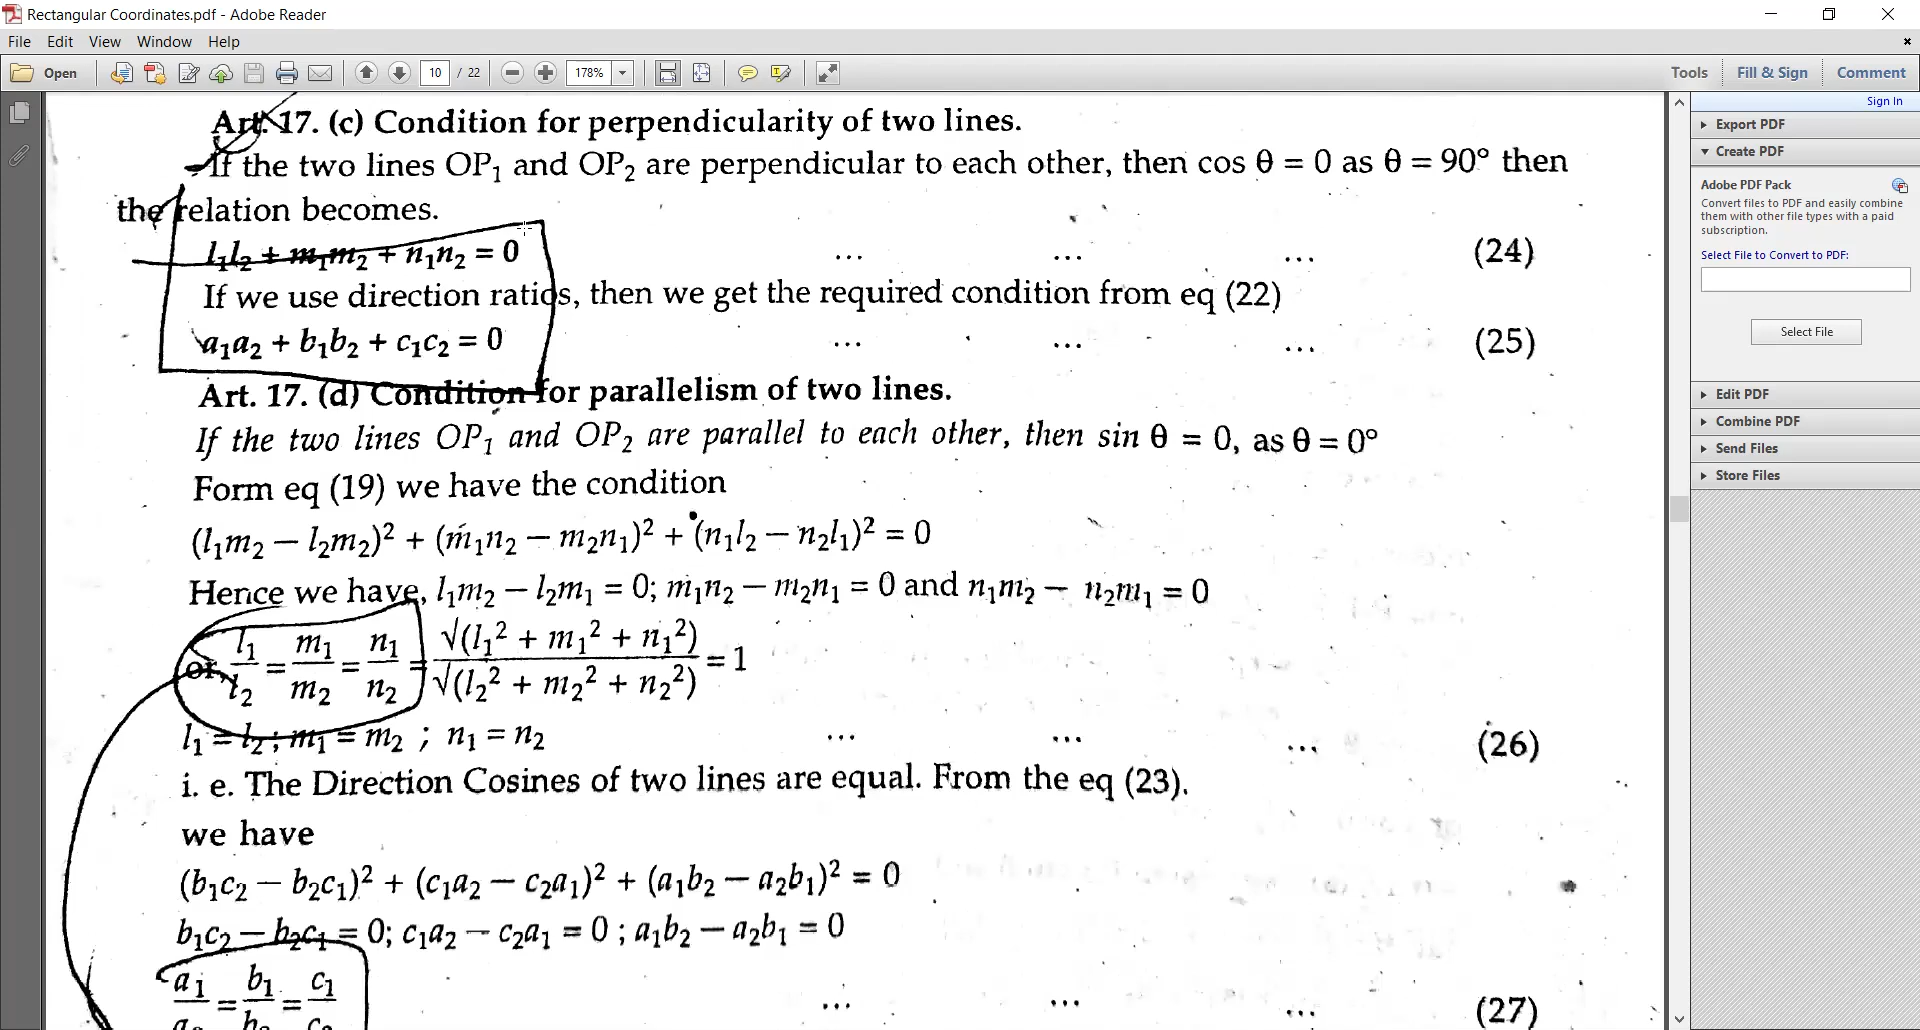 Rectangular Coordinates.pdf - Adobe Reader
File Edit View Window Help
Open 10 / 22 178% Tools Fill & Sign Comment
Sign In
Export PDF
Create PDF
Adobe PDF Pack
Convert files to PDF and easily combine
them with other file types with a paid
subscription.
Select File to Convert to PDF:
Select File
Edit PDF
Combine PDF
Send Files
Store Files
Art. 17. (c) Condition for perpendicularity of two lines.
If the two lines OP₁ and OP₂ are perpendicular to each other, then cos θ = 0 as θ = 90° then
the relation becomes.
l₁l₂ + m₁m₂ + n₁n₂ = 0 ... ... ... (24)
If we use direction ratios, then we get the required condition from eq (22)
a₁a₂ + b₁b₂ + c₁c₂ = 0 ... ... ... (25)
Art. 17. (d) Condition for parallelism of two lines.
If the two lines OP₁ and OP₂ are parallel to each other, then sin θ = 0, as θ = 0°
Form eq (19) we have the condition
(l₁m₂ – l₂m₂)² + (m₁n₂ – m₂n₁)² + (n₁l₂ – n₂l₁)² = 0
Hence we have, l₁m₂ – l₂m₁ = 0; m₁n₂ – m₂n₁ = 0 and n₁m₂ – n₂m₁ = 0
or, l₁/l₂ = m₁/m₂ = n₁/n₂ = √(l₁² + m₁² + n₁²)/√(l₂² + m₂² + n₂²) = 1
l₁ = l₂ ; m₁ = m₂ ; n₁ = n₂ ... ... ... (26)
i. e. The Direction Cosines of two lines are equal. From the eq (23).
we have
(b₁c₂ – b₂c₁)² + (c₁a₂ – c₂a₁)² + (a₁b₂ – a₂b₁)² = 0
b₁c₂ – b₂c₁ = 0; c₁a₂ – c₂a₁ = 0 ; a₁b₂ – a₂b₁ = 0
a₁/a₂ = b₁/b₂ = c₁/c₂ ... ... ... (27)